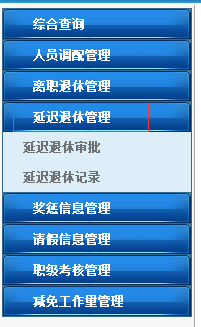 综合查询
人员调配管理
离职退休管理
延迟退休管理
延迟退休审批
延迟退休记录
奖惩信息管理
请假信息管理
职级考核管理
减免工作量管理